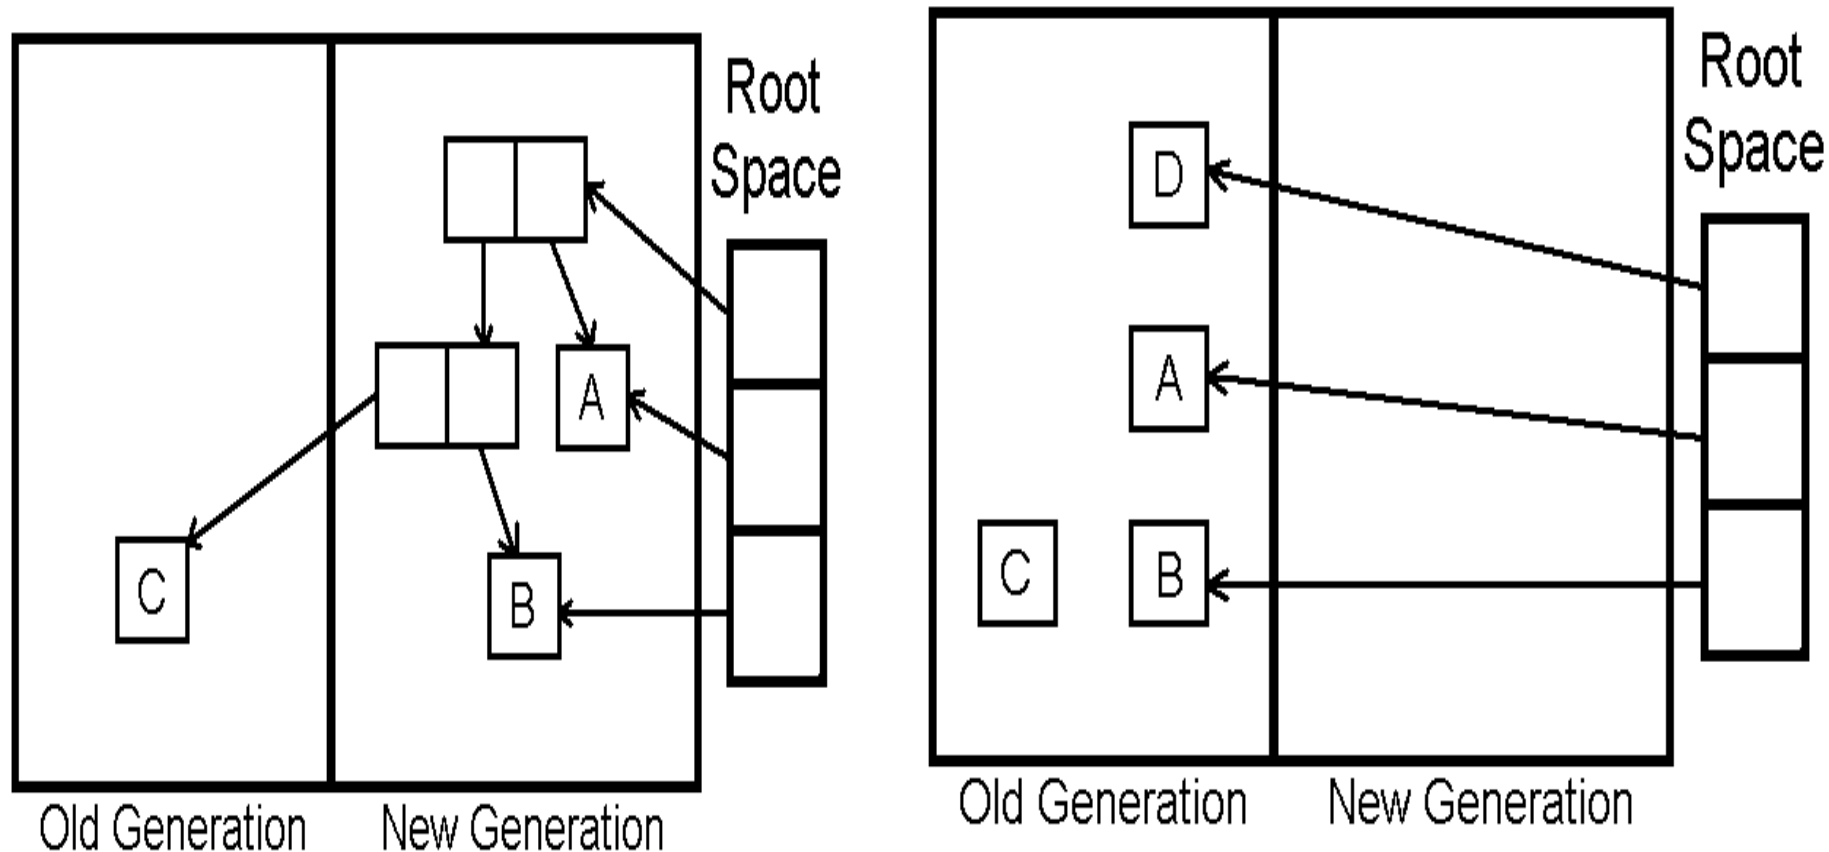 Root
Space
A
C
B
Old Generation
New Generation
Root
Space
D
A
C
B
Old Generation
New Generation